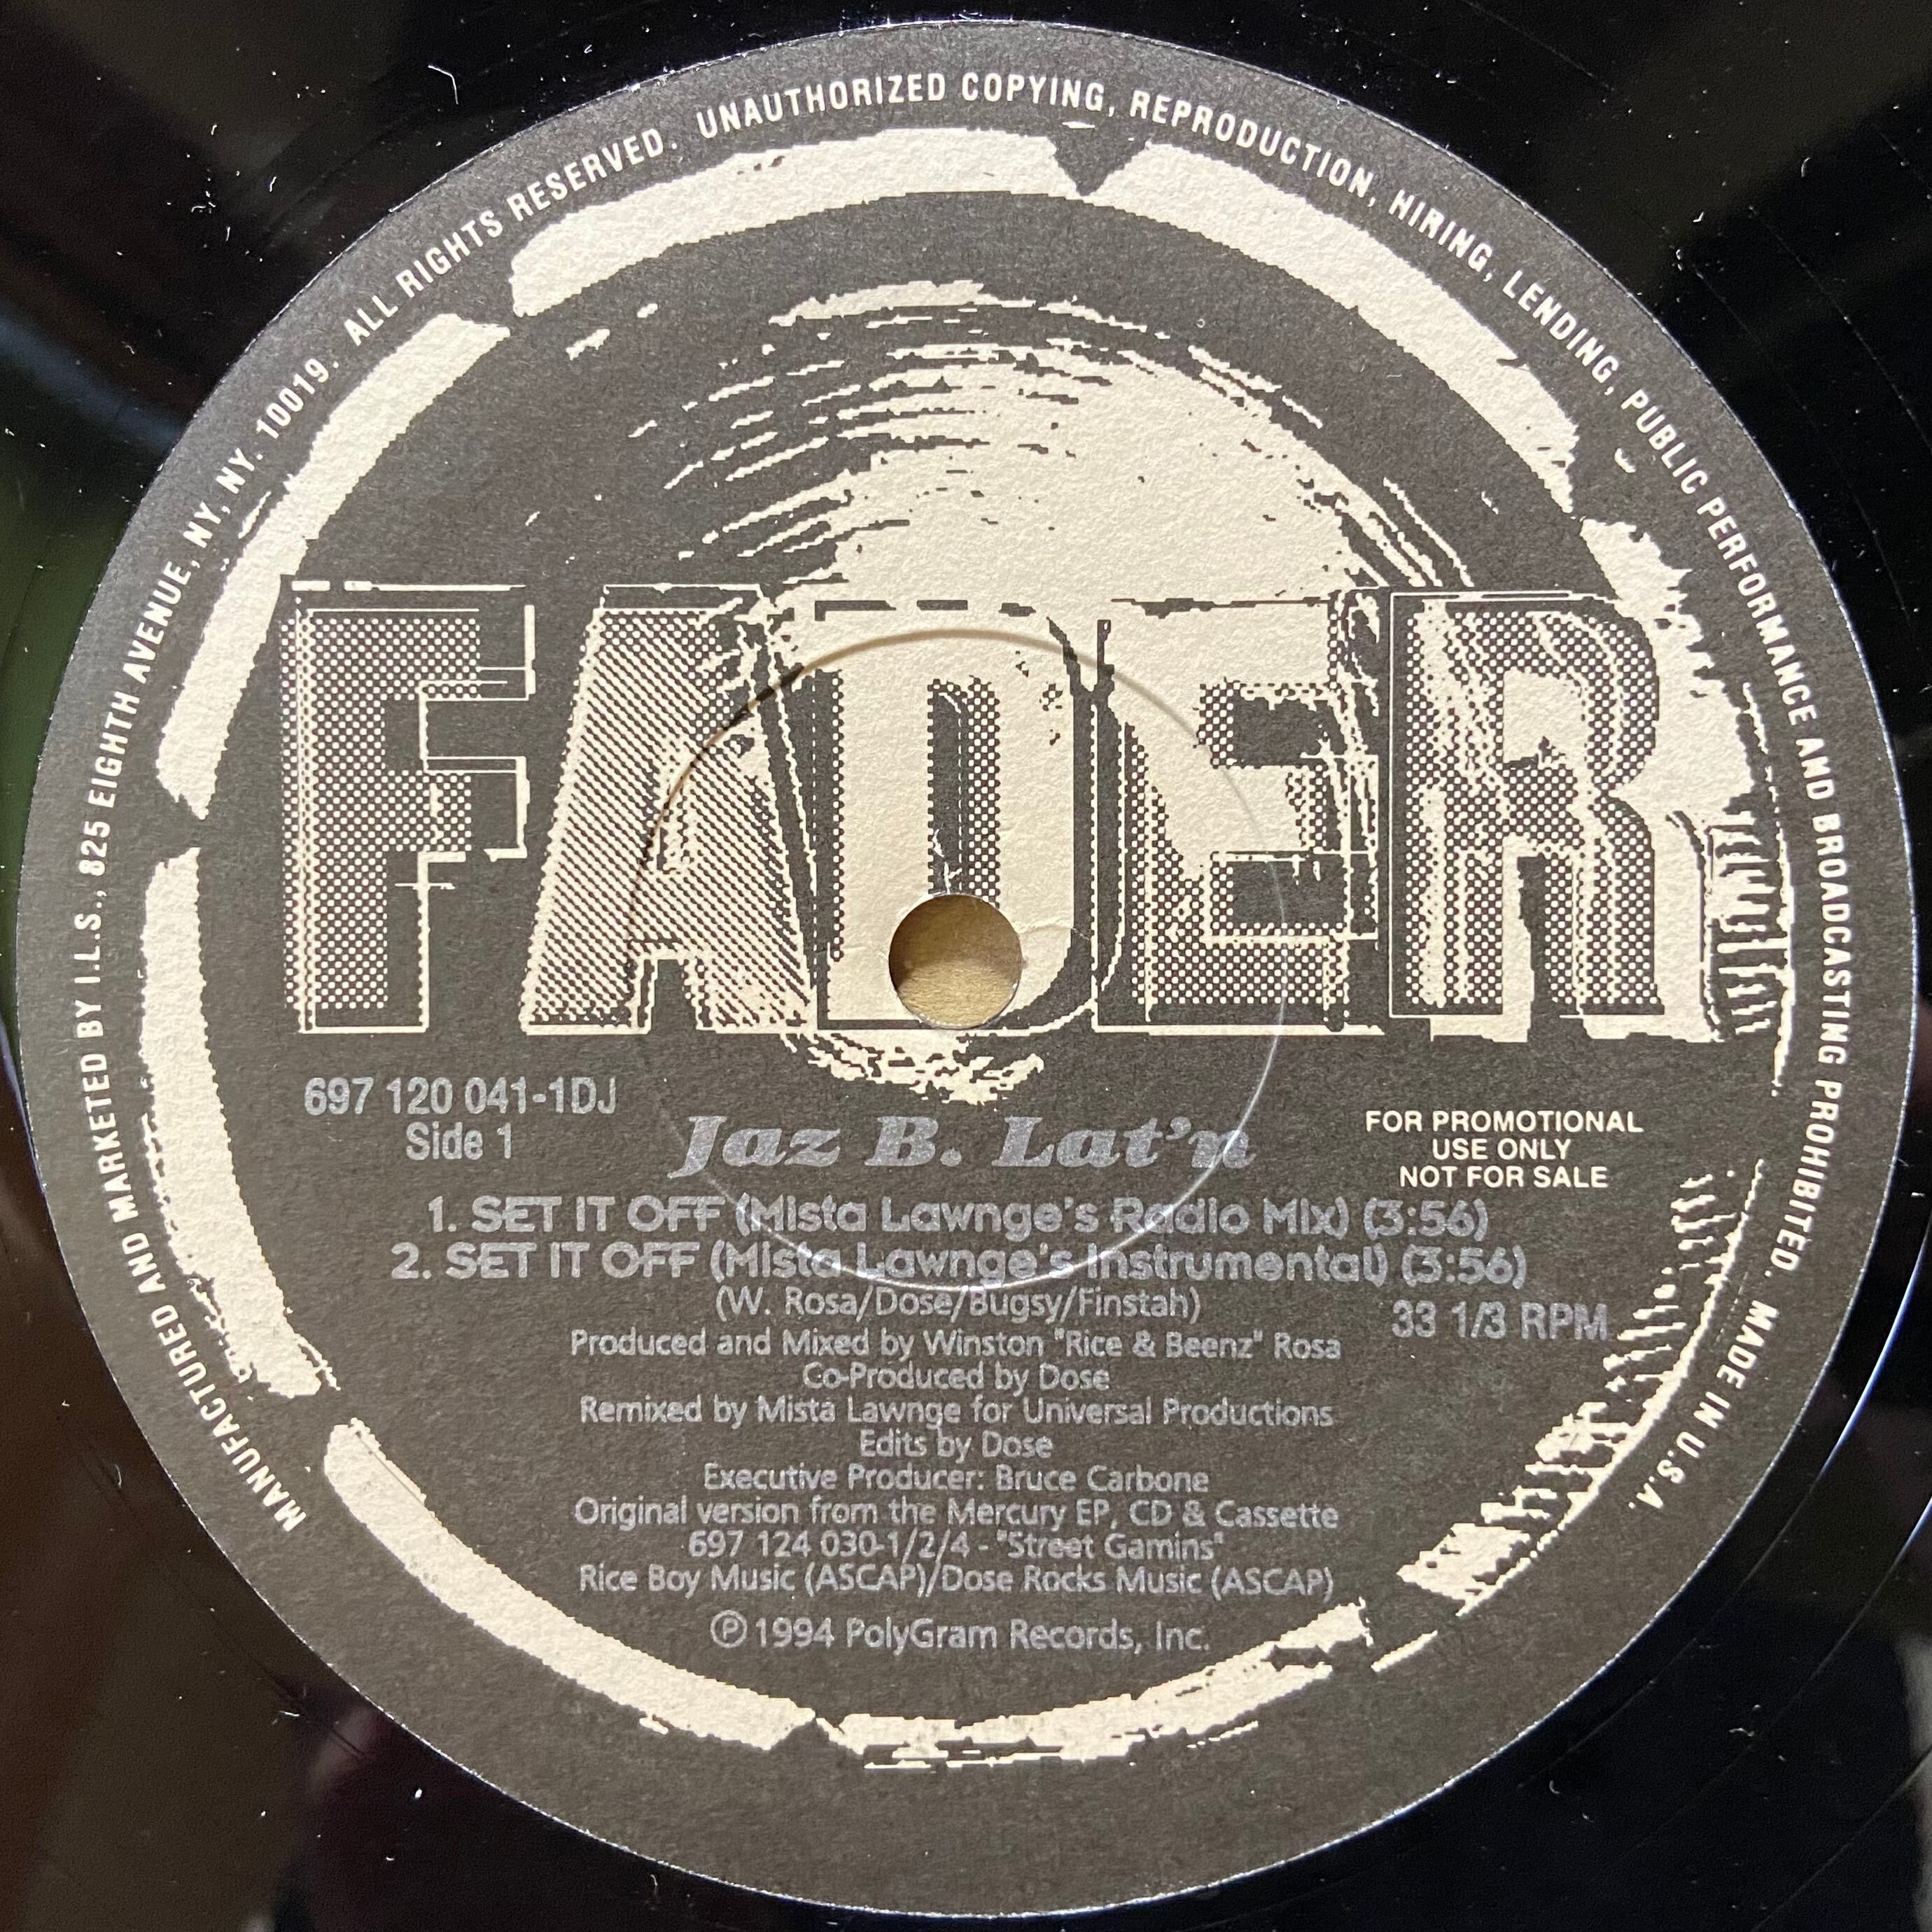 MANUFACTURED AND MARKETED BY I.L.S., 825 EIGHTH AVENUE, NY, NY. 10019. ALL RIGHTS RESERVED. UNAUTHORIZED COPYING, REPRODUCTION, HIRING, LENDING, PUBLIC PERFORMANCE AND BROADCASTING PROHIBITED. MADE IN U.S.A.
FADER
697 120 041-1DJ
Side 1
Jaz B. Lat'n
FOR PROMOTIONAL
USE ONLY
NOT FOR SALE
1. SET IT OFF (Mista Lawnge's Radio Mix) (3:56)
2. SET IT OFF (Mista Lawnge's Instrumental) (3:56)
(W. Rosa/Dose/Bugsy/Finstah)
33 1/3 RPM
Produced and Mixed by Winston "Rice & Beenz" Rosa
Co-Produced by Dose
Remixed by Mista Lawnge for Universal Productions
Edits by Dose
Executive Producer: Bruce Carbone
Original version from the Mercury EP, CD & Cassette
697 124 030-1/2/4 - "Street Gamins"
Rice Boy Music (ASCAP)/Dose Rocks Music (ASCAP)
℗ 1994 PolyGram Records, Inc.